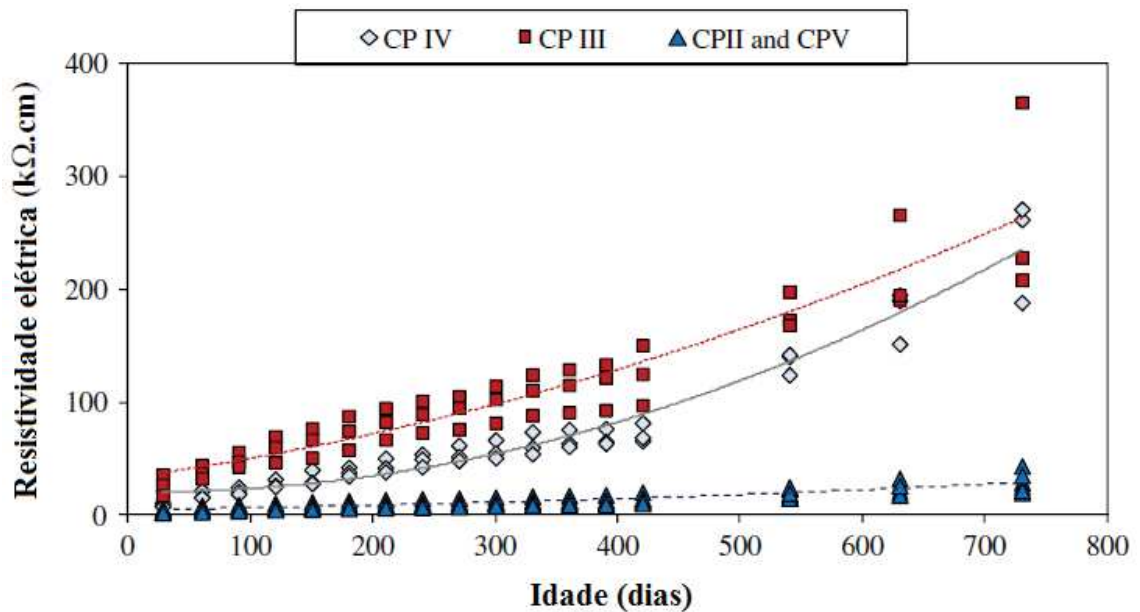 CP IV CP III CPII and CPV
400
300
200
100
0
0 100 200 300 400 500 600 700 800
Resistividade elétrica (kΩ.cm)
Idade (dias)